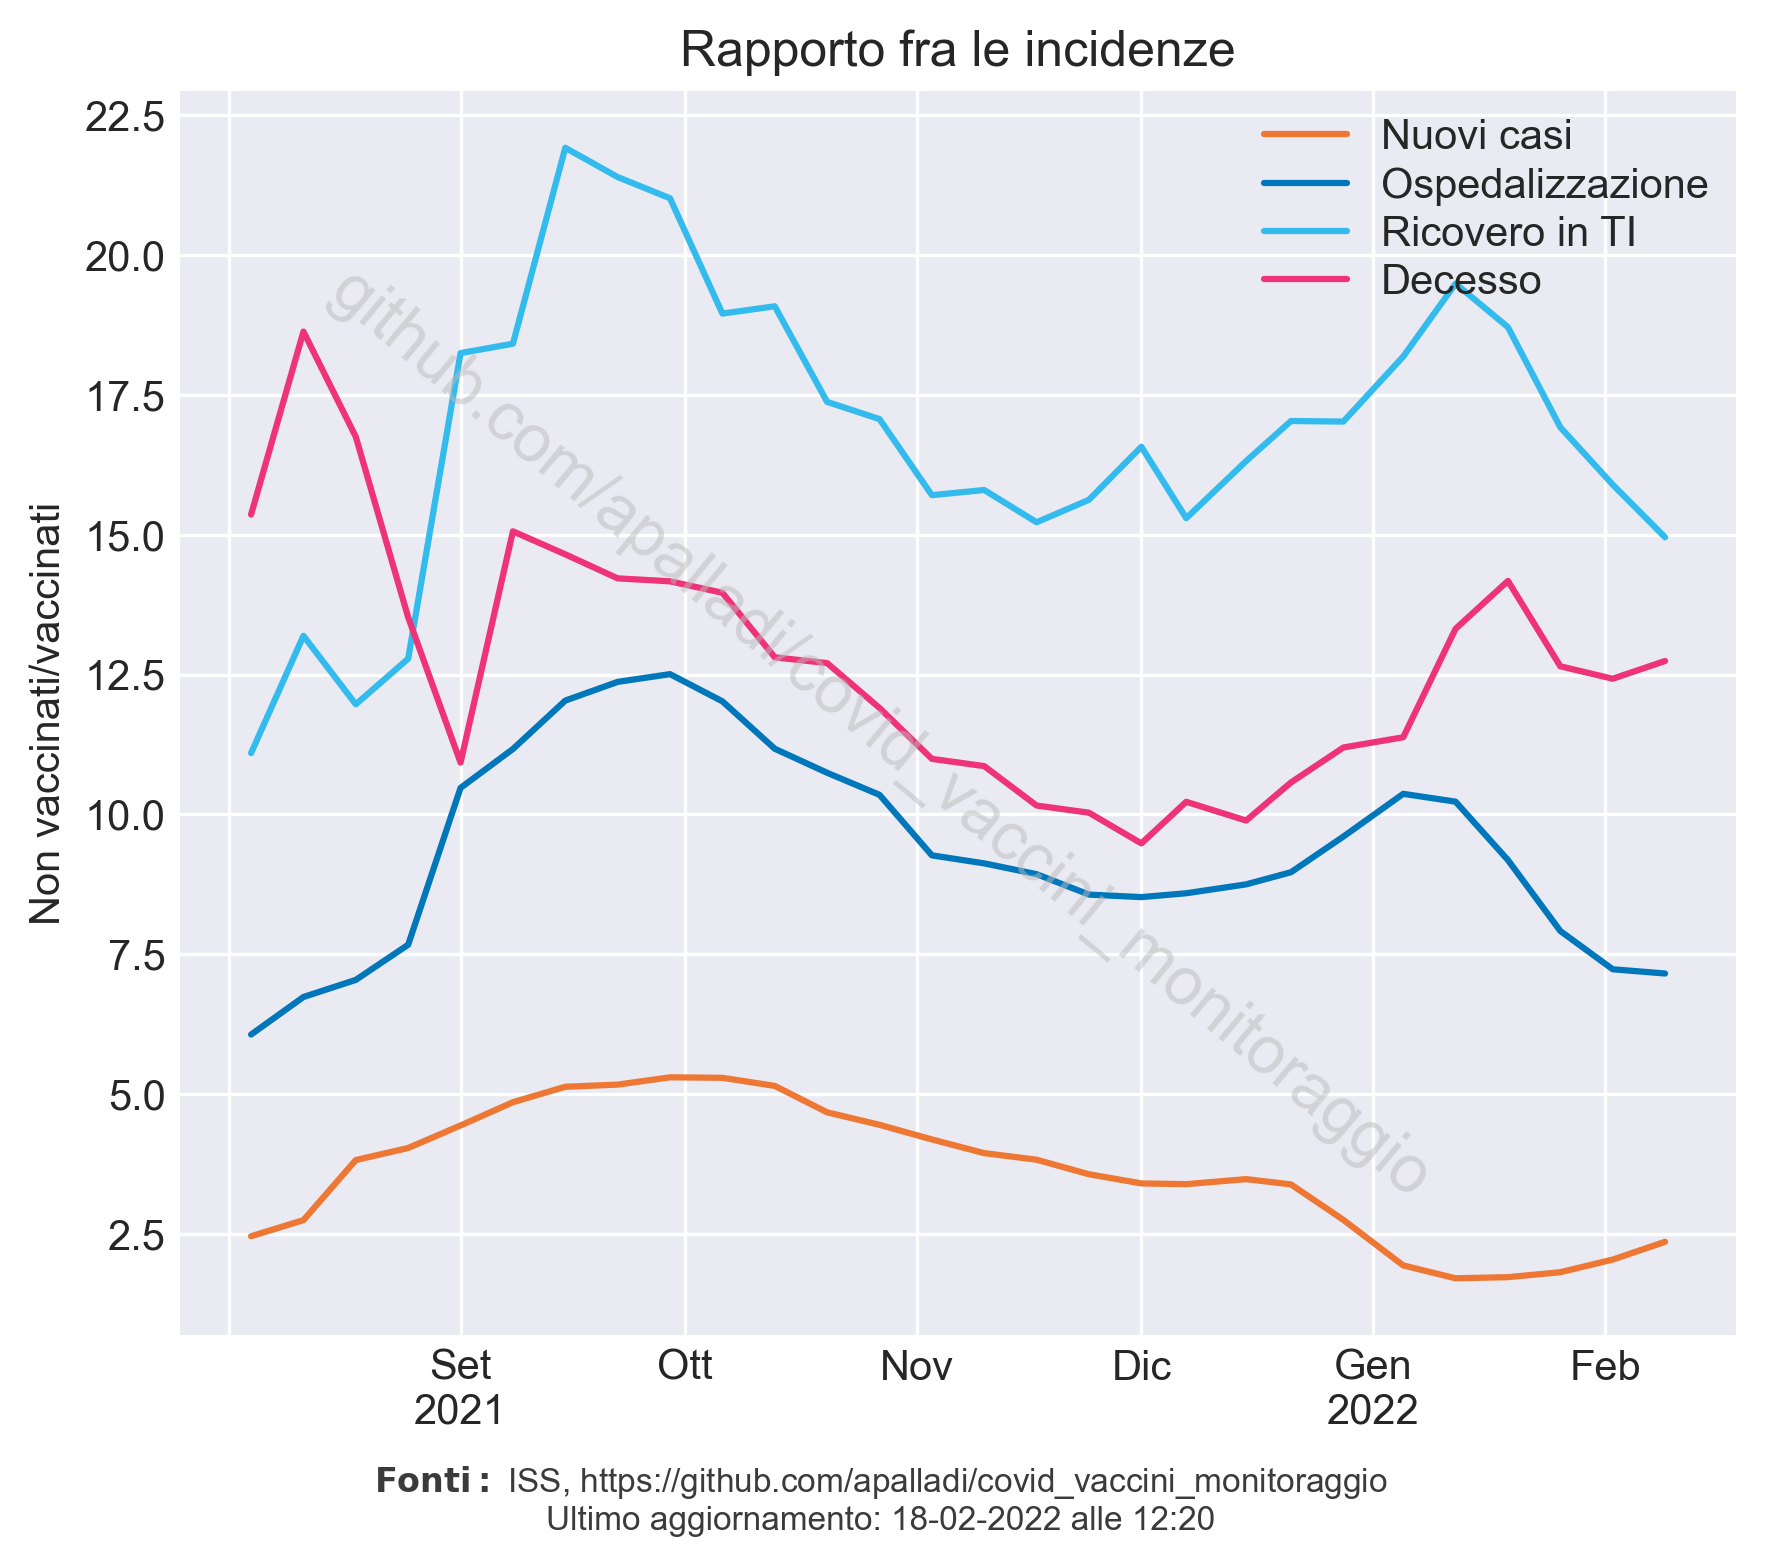 Rapporto fra le incidenze
22.5
20.0
17.5
15.0
12.5
10.0
7.5
5.0
2.5
Non vaccinati/vaccinati
Nuovi casi
Ospedalizzazione
Ricovero in TI
Decesso
github.com/apalladi/covid_vaccini_monitoraggio
Set Ott Nov Dic Gen Feb
2021 2022
Fonti: ISS, https://github.com/apalladi/covid_vaccini_monitoraggio
Ultimo aggiornamento: 18-02-2022 alle 12:20